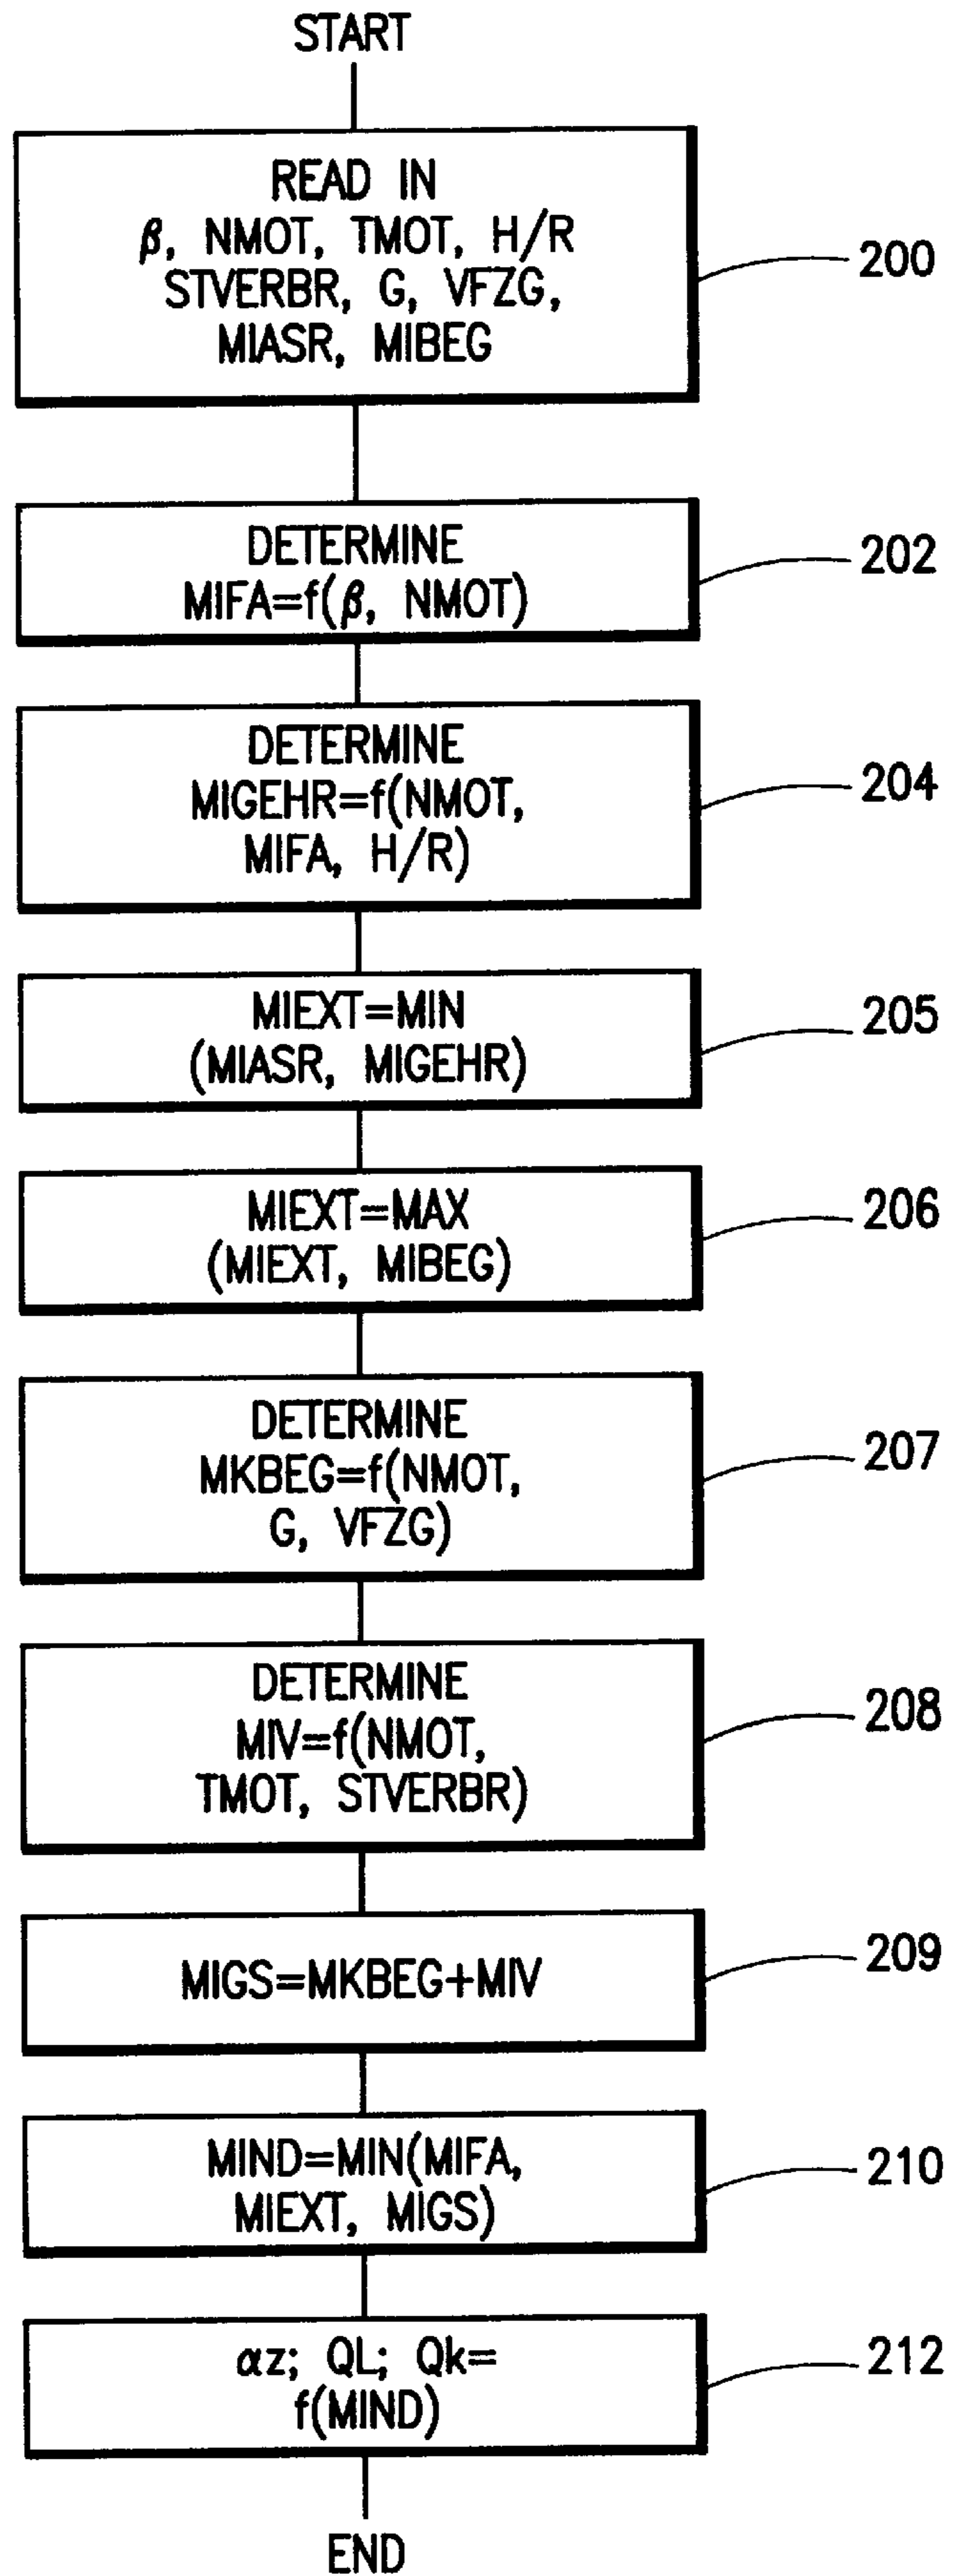 START
READ IN
β, NMOT, TMOT, H/R
STVERBR, G, VFZG,
MIASR, MIBEG
200
DETERMINE
MIFA=f(β, NMOT)
202
DETERMINE
MIGEHR=f(NMOT,
MIFA, H/R)
204
MIEXT=MIN
(MIASR, MIGEHR)
205
MIEXT=MAX
(MIEXT, MIBEG)
206
DETERMINE
MKBEG=f(NMOT,
G, VFZG)
207
DETERMINE
MIV=f(NMOT,
TMOT, STVERBR)
208
MIGS=MKBEG+MIV
209
MIND=MIN(MIFA,
MIEXT, MIGS)
210
αz; QL; Qk=
f(MIND)
212
END